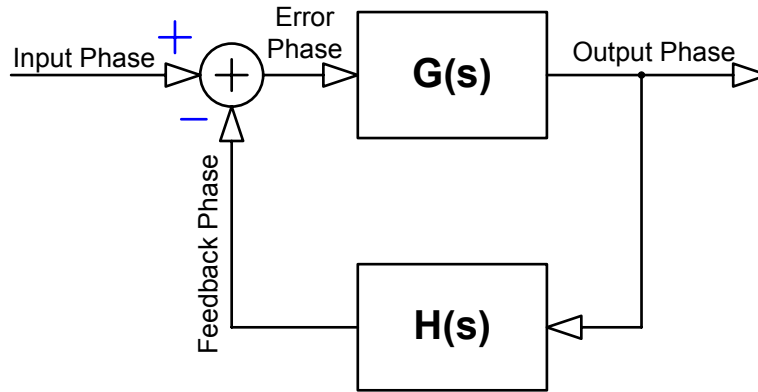 Error
Phase
Input Phase
+
+
−
G(s)
Output Phase
Feedback Phase
H(s)